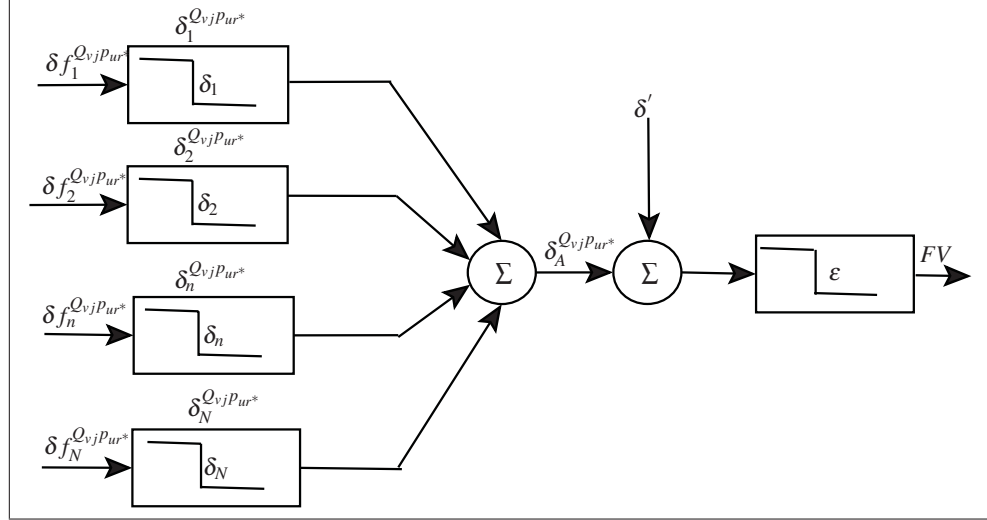 δ_1^{Q_{vj}p_{ur*}}
δf_1^{Q_{vj}p_{ur*}}
δ_1
δ_2^{Q_{vj}p_{ur*}}
δf_2^{Q_{vj}p_{ur*}}
δ_2
δ_n^{Q_{vj}p_{ur*}}
δf_n^{Q_{vj}p_{ur*}}
δ_n
δ_N^{Q_{vj}p_{ur*}}
δf_N^{Q_{vj}p_{ur*}}
δ_N
Σ
δ_A^{Q_{vj}p_{ur*}}
δ′
Σ
ε
FV